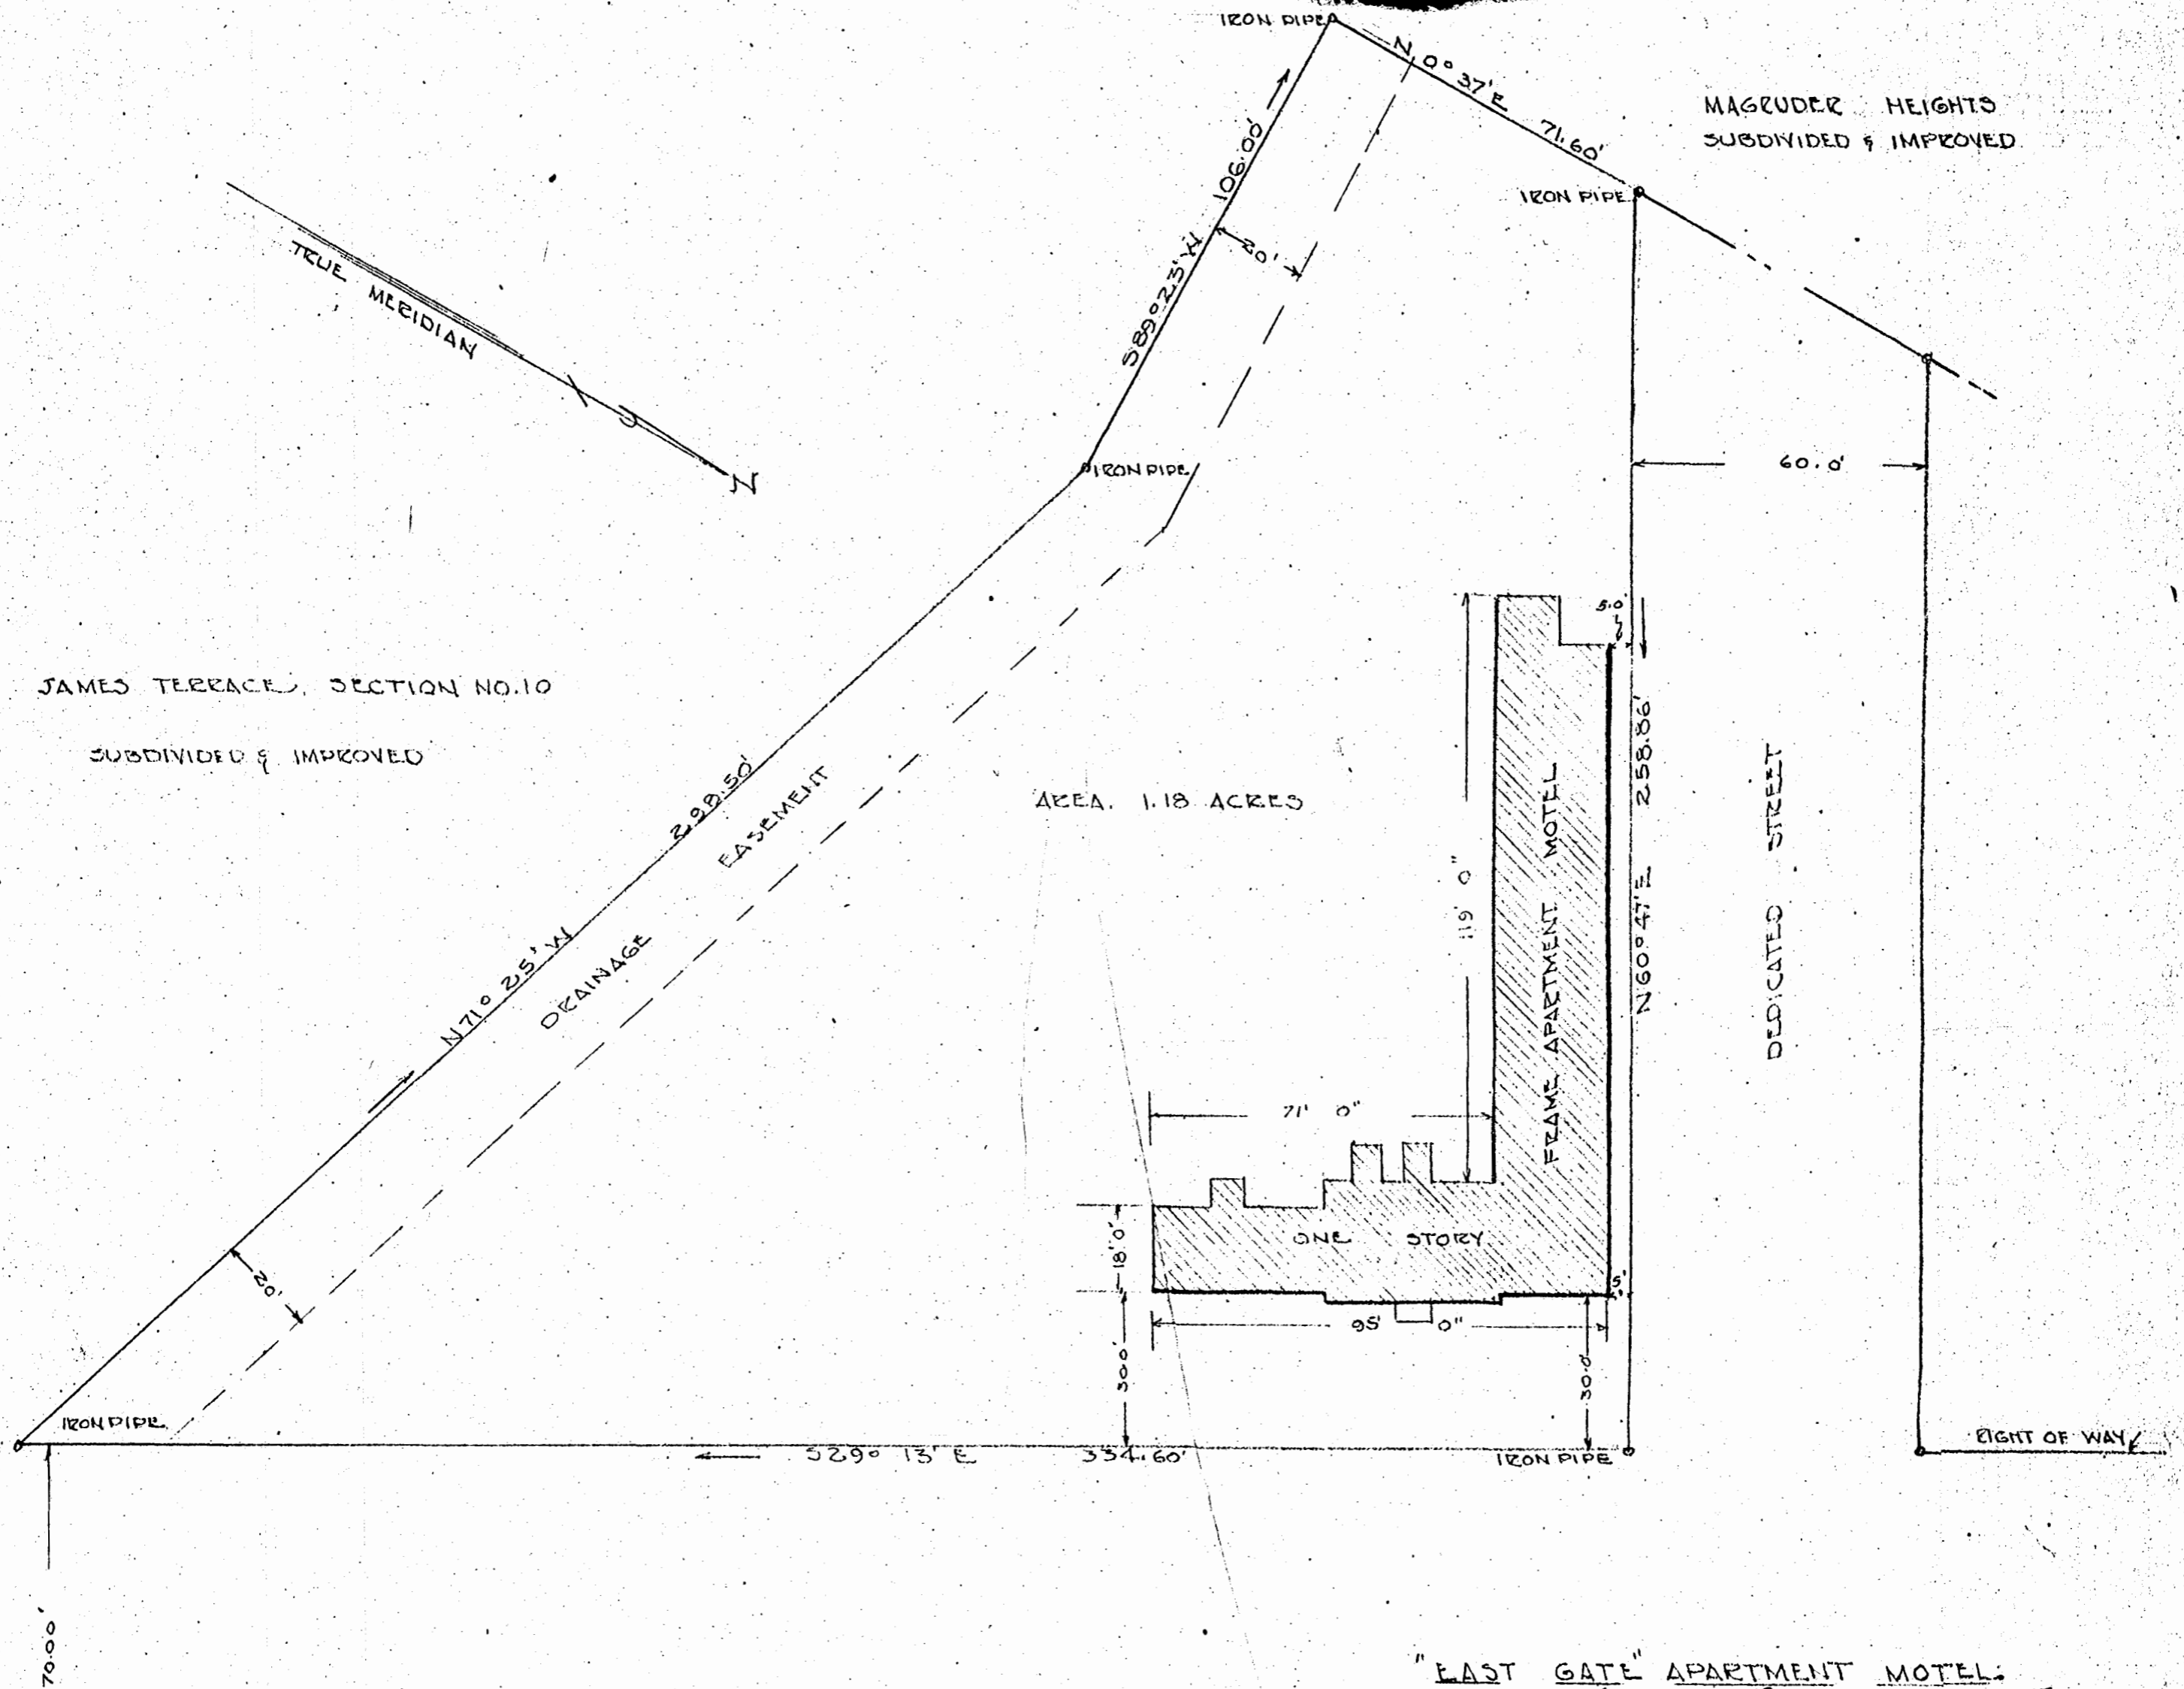 IRON PIPE
N 0° 37' E 71.60'
MAGRUDER HEIGHTS
SUBDIVIDED & IMPROVED
IRON PIPE
S89° 23' W 106.00'
20'
TRUE MERIDIAN
N
IRON PIPE
60.0'
5.0'
JAMES TERRACE, SECTION NO.10
SUBDIVIDED & IMPROVED
N 71° 25' W 298.50'
DRAINAGE EASEMENT
AREA. 1.18 ACRES
119' 0"
FRAME APARTMENT MOTEL
N60° 47' E 258.86'
DEDICATED STREET
71' 0"
18'0'
ONE STORY
5'
20'
95' 0"
30.0'
30.0'
IRON PIPE
S29° 13' E 334.60'
IRON PIPE
RIGHT OF WAY
70.00'
"EAST GATE" APARTMENT MOTEL: